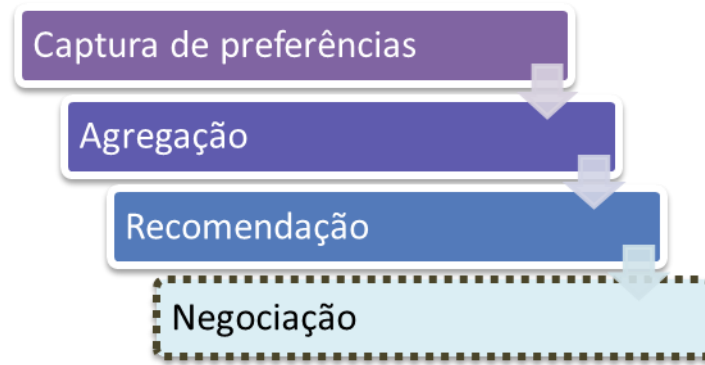 Captura de preferências
Agregação
Recomendação
Negociação